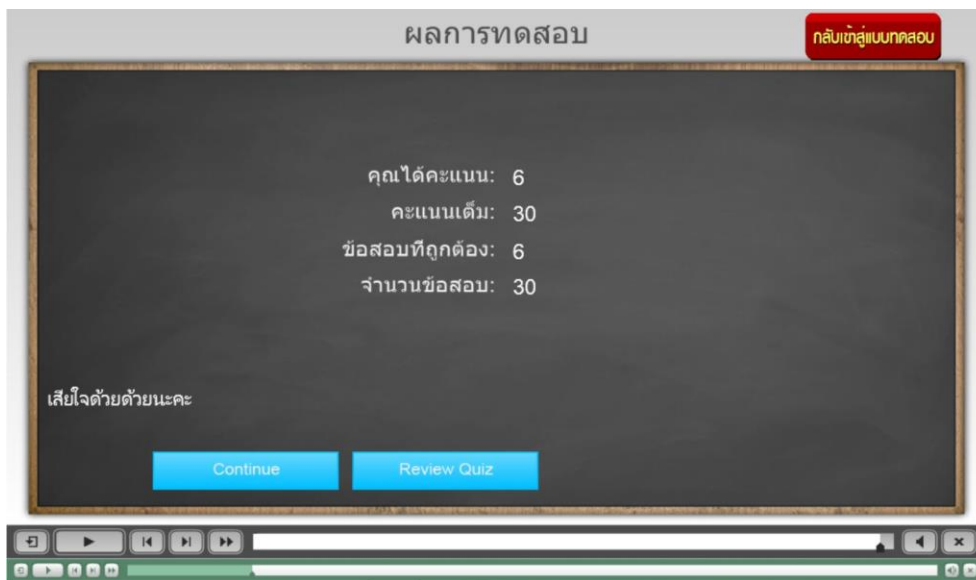 ผลการทดสอบ
กลับเข้าสู่แบบทดสอบ
คุณได้คะแนน: 6
คะแนนเต็ม: 30
ข้อสอบที่ถูกต้อง: 6
จำนวนข้อสอบ: 30
เสียใจด้วยด้วยนะคะ
Continue
Review Quiz